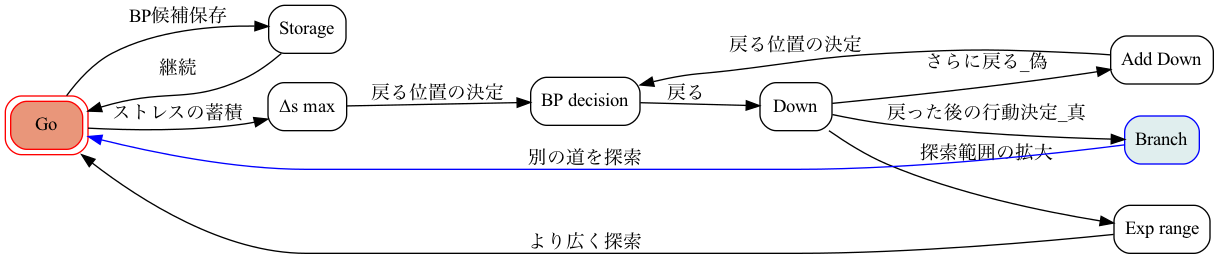 BP候補保存
Storage
継続
Go
ストレスの蓄積
Δs max
戻る位置の決定
BP decision
戻る
Down
戻る位置の決定
さらに戻る_偽
Add Down
戻った後の行動決定_真
Branch
別の道を探索
探索範囲の拡大
Exp range
より広く探索